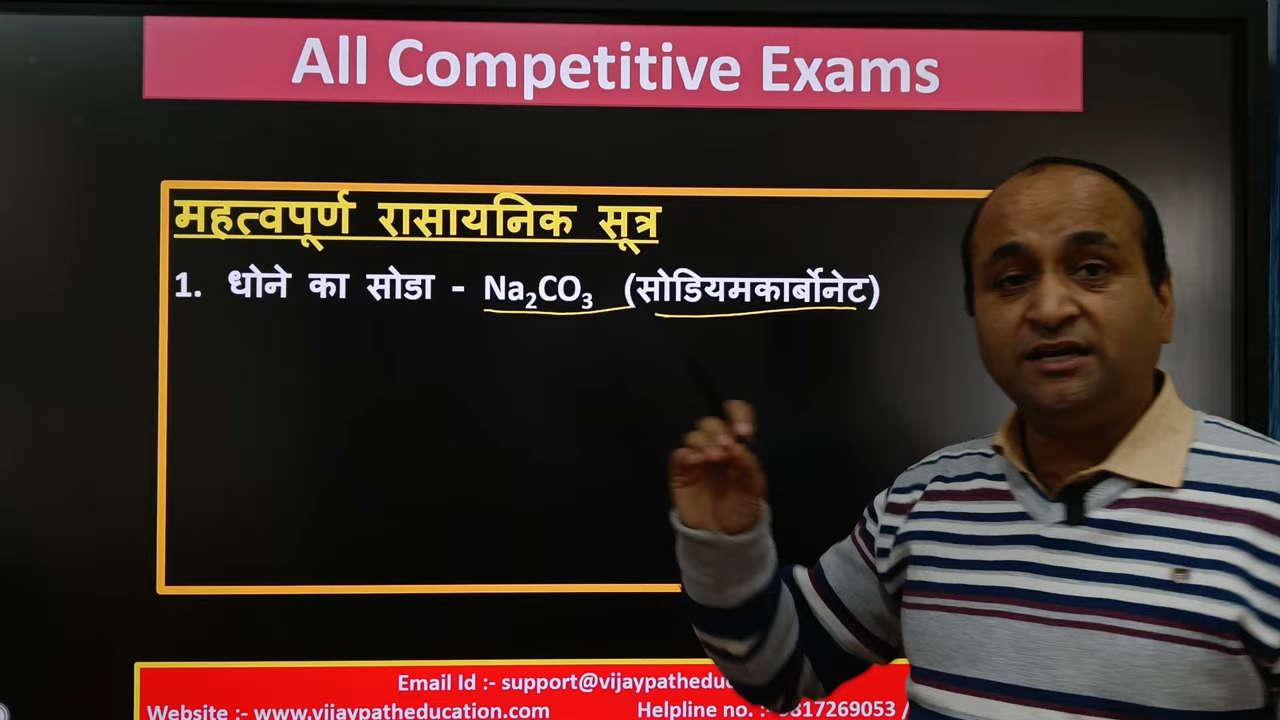 All Competitive Exams
महत्वपूर्ण रासायनिक सूत्र
1. धोने का सोडा - Na₂CO₃ (सोडियमकार्बोनेट)
Email Id :- support@vijaypatheduc
Website :- www.vijaypatheducation.com Helpline no. :- 9817269053 /